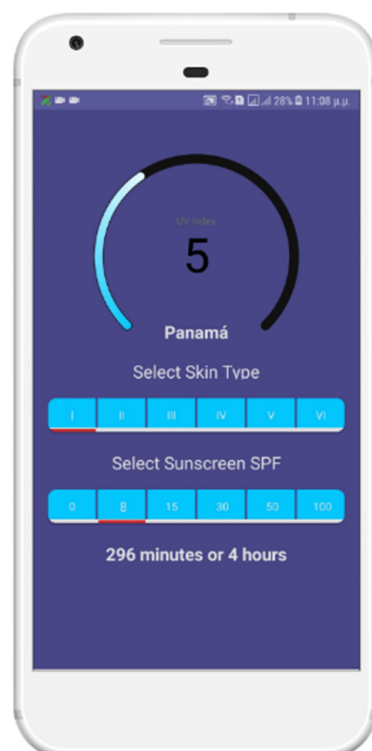 28% 11:08 μ.μ.
UV index
5
Panamá
Select Skin Type
I II III IV V VI
Select Sunscreen SPF
0 8 15 30 50 100
296 minutes or 4 hours